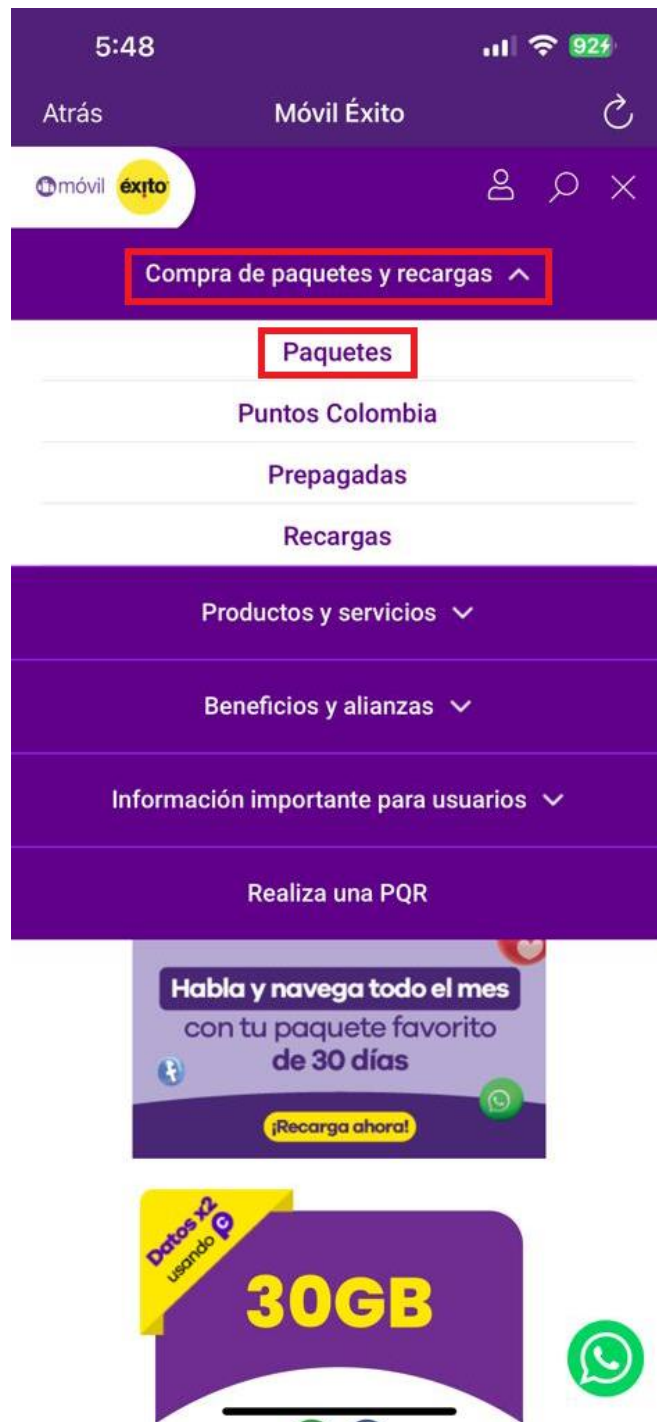 5:48
92
Atrás
Móvil Éxito
móvil éxito
Compra de paquetes y recargas
Paquetes
Puntos Colombia
Prepagadas
Recargas
Productos y servicios
Beneficios y alianzas
Información importante para usuarios
Realiza una PQR
Habla y navega todo el mes
con tu paquete favorito
de 30 días
¡Recarga ahora!
Datos x2
usando
30GB